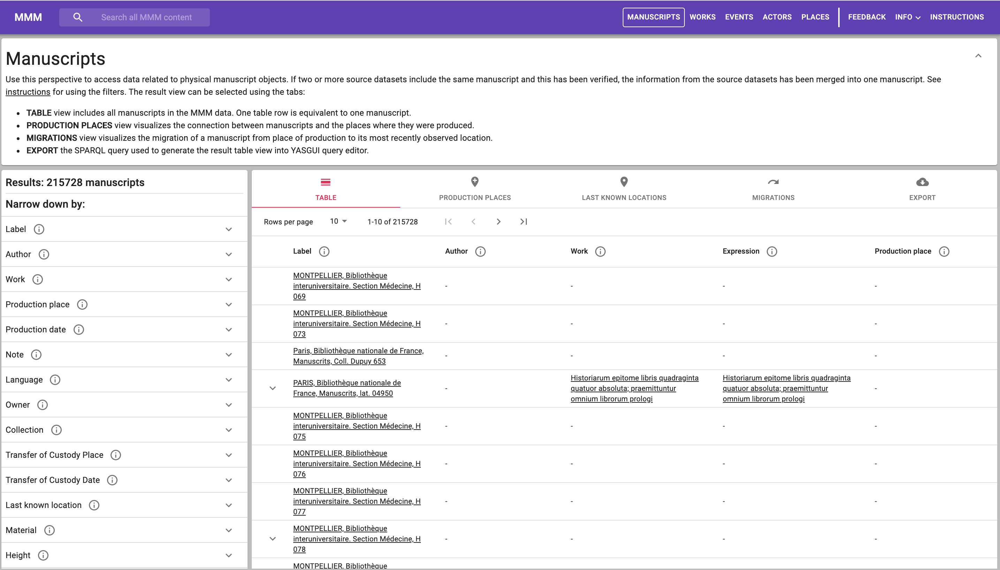 MMM
Search all MMM content
MANUSCRIPTS WORKS EVENTS ACTORS PLACES FEEDBACK INFO INSTRUCTIONS
Manuscripts
Use this perspective to access data related to physical manuscript objects. If two or more source datasets include the same manuscript and this has been verified, the information from the source datasets has been merged into one manuscript. See
instructions for using the filters. The result view can be selected using the tabs:
• TABLE view includes all manuscripts in the MMM data. One table row is equivalent to one manuscript.
• PRODUCTION PLACES view visualizes the connection between manuscripts and the places where they were produced.
• MIGRATIONS view visualizes the migration of a manuscript from place of production to its most recently observed location.
• EXPORT the SPARQL query used to generate the result table view into YASGUI query editor.
Results: 215728 manuscripts
Narrow down by:
Label
Author
Work
Production place
Production date
Note
Language
Owner
Collection
Transfer of Custody Place
Transfer of Custody Date
Last known location
Material
Height
TABLE PRODUCTION PLACES LAST KNOWN LOCATIONS MIGRATIONS EXPORT
Rows per page 10 1-10 of 215728
Label Author Work Expression Production place
MONTPELLIER, Bibliothèque
interuniversitaire. Section Médecine, H
069
- - - -
MONTPELLIER, Bibliothèque
interuniversitaire. Section Médecine, H
073
- - - -
Paris, Bibliothèque nationale de France,
Manuscrits, Coll. Dupuy 653
- - - -
PARIS, Bibliothèque nationale de
France, Manuscrits, lat. 04950
-
Historiarum epitome libris quadraginta
quatuor absoluta; praemittuntur
omnium librorum prologi
Historiarum epitome libris quadraginta
quatuor absoluta; praemittuntur
omnium librorum prologi
-
MONTPELLIER, Bibliothèque
interuniversitaire. Section Médecine, H
075
- - - -
MONTPELLIER, Bibliothèque
interuniversitaire. Section Médecine, H
076
- - - -
MONTPELLIER, Bibliothèque
interuniversitaire. Section Médecine, H
077
- - - -
MONTPELLIER, Bibliothèque
interuniversitaire. Section Médecine, H
078
- - - -
MONTPELLIER, Bibliothèque